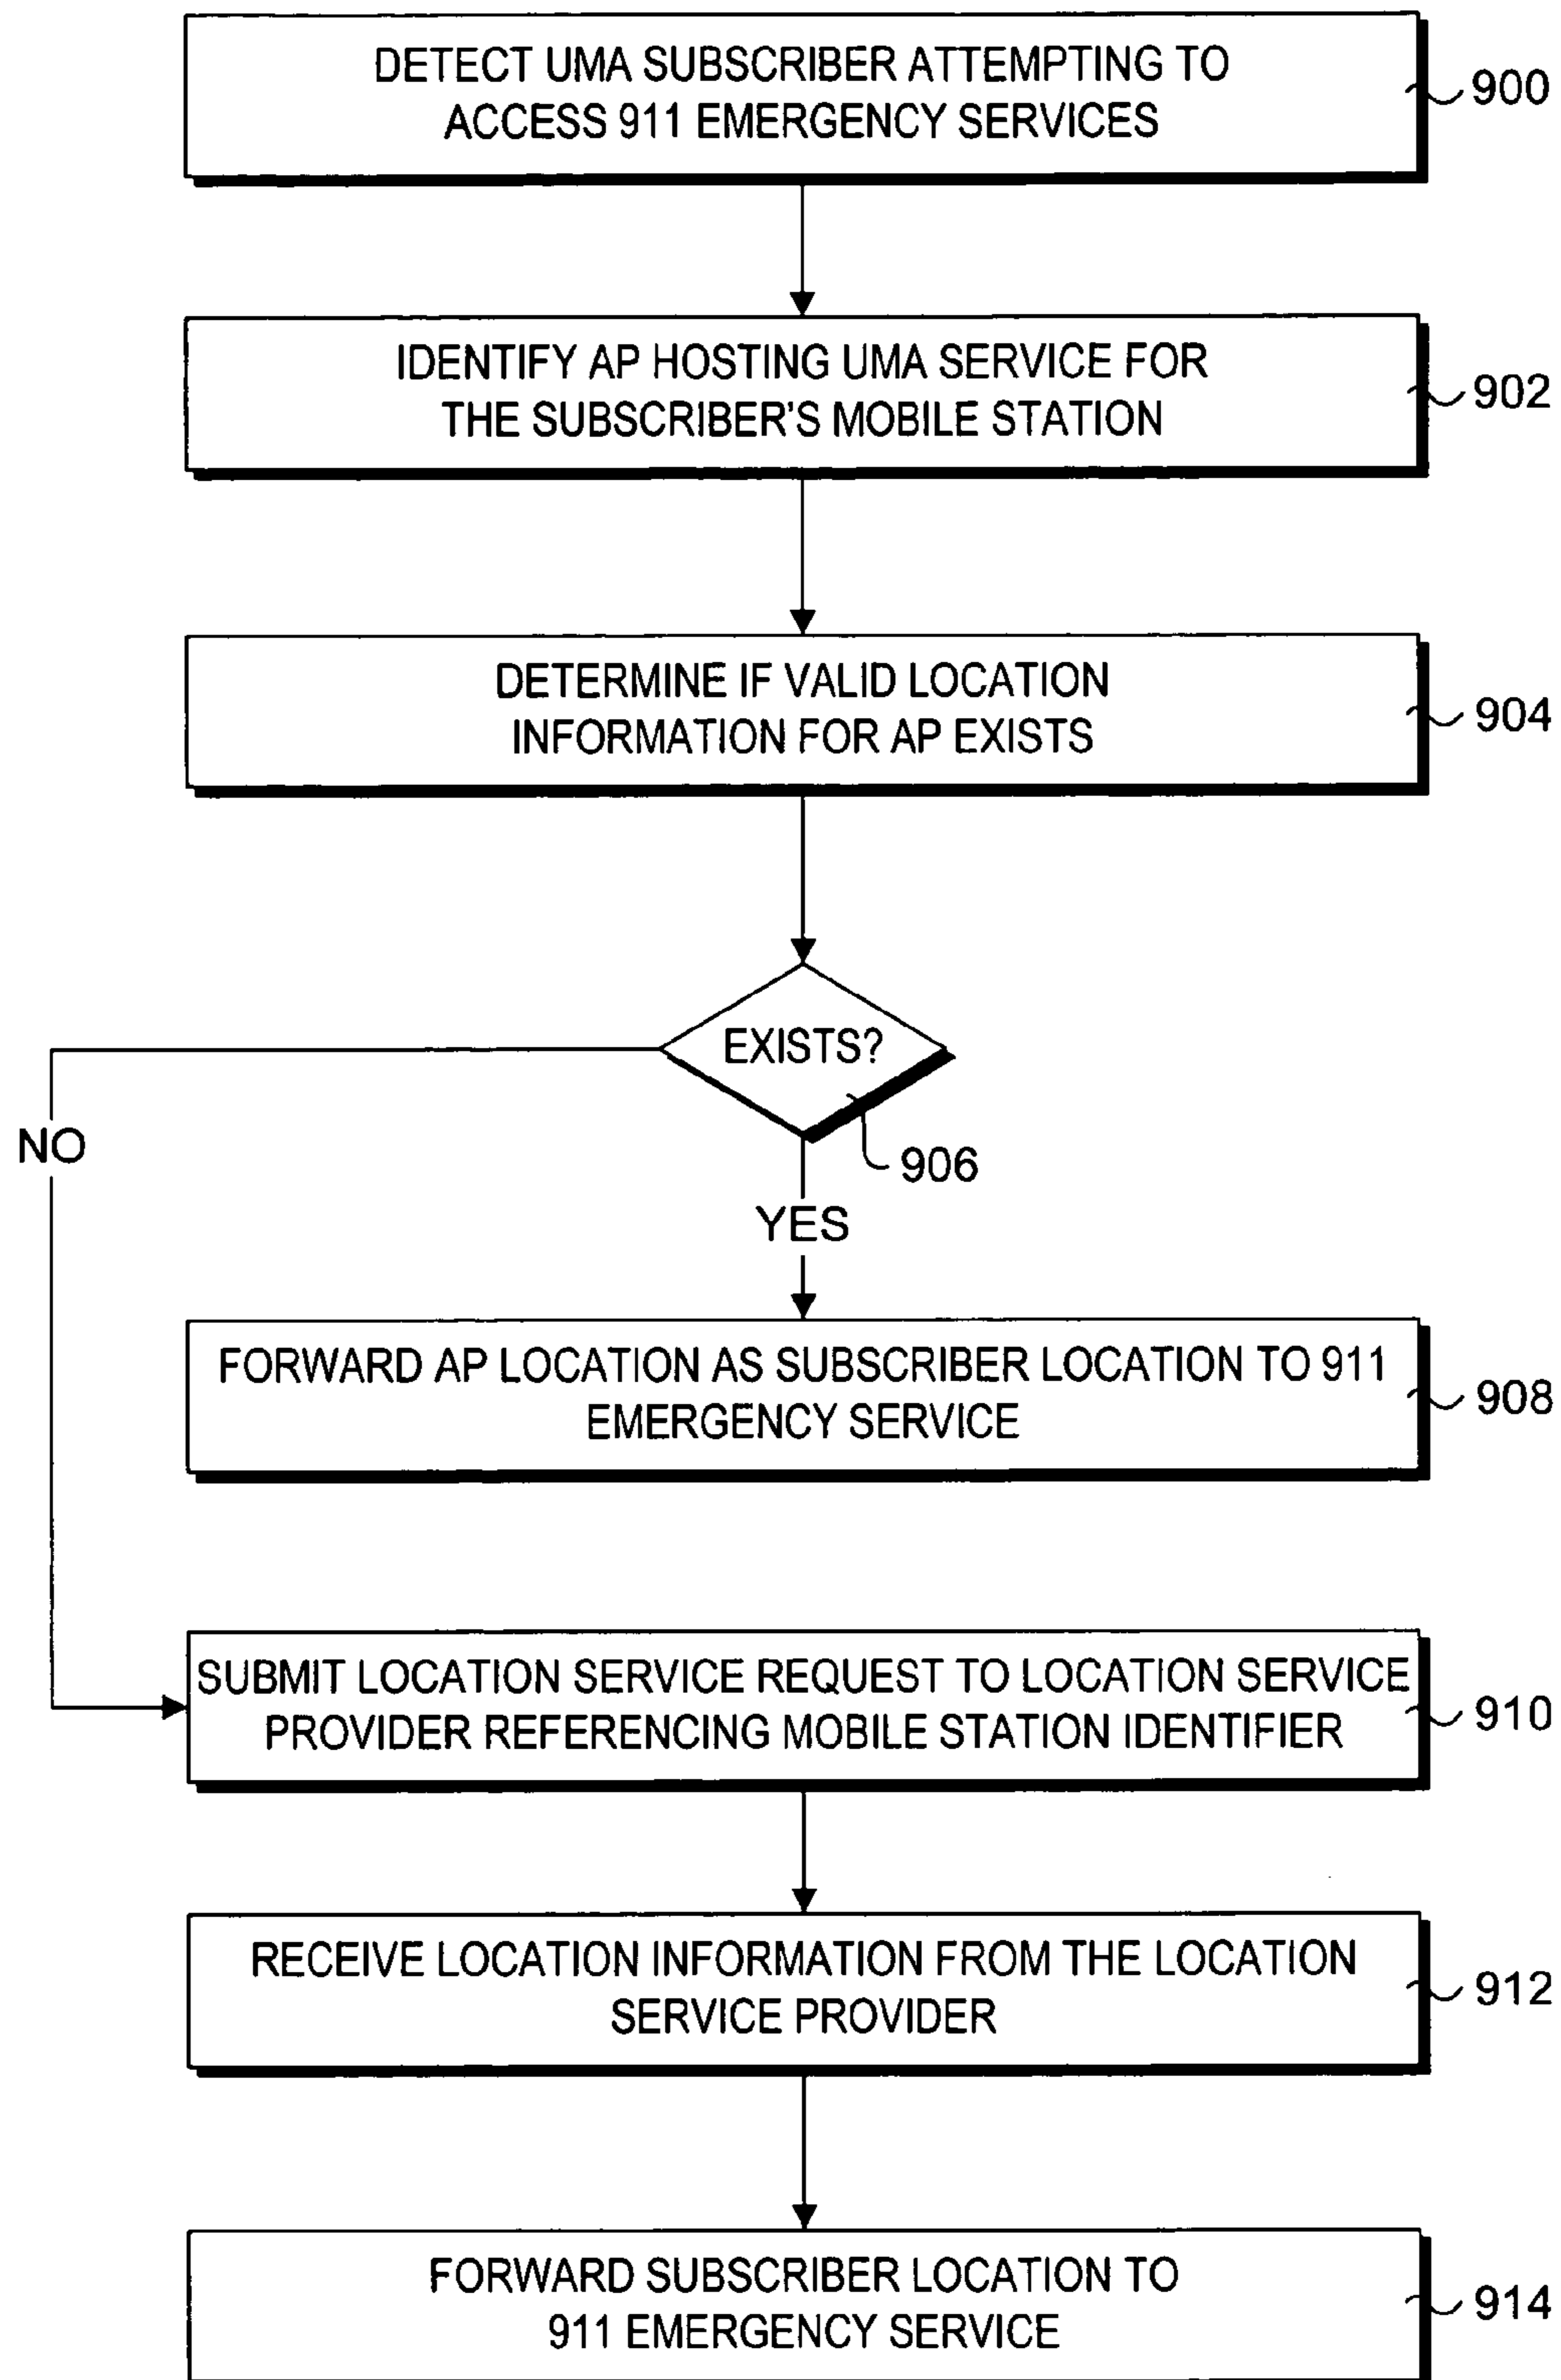 DETECT UMA SUBSCRIBER ATTEMPTING TO
ACCESS 911 EMERGENCY SERVICES
900
IDENTIFY AP HOSTING UMA SERVICE FOR
THE SUBSCRIBER'S MOBILE STATION
902
DETERMINE IF VALID LOCATION
INFORMATION FOR AP EXISTS
904
EXISTS?
NO
906
YES
FORWARD AP LOCATION AS SUBSCRIBER LOCATION TO 911
EMERGENCY SERVICE
908
SUBMIT LOCATION SERVICE REQUEST TO LOCATION SERVICE
PROVIDER REFERENCING MOBILE STATION IDENTIFIER
910
RECEIVE LOCATION INFORMATION FROM THE LOCATION
SERVICE PROVIDER
912
FORWARD SUBSCRIBER LOCATION TO
911 EMERGENCY SERVICE
914